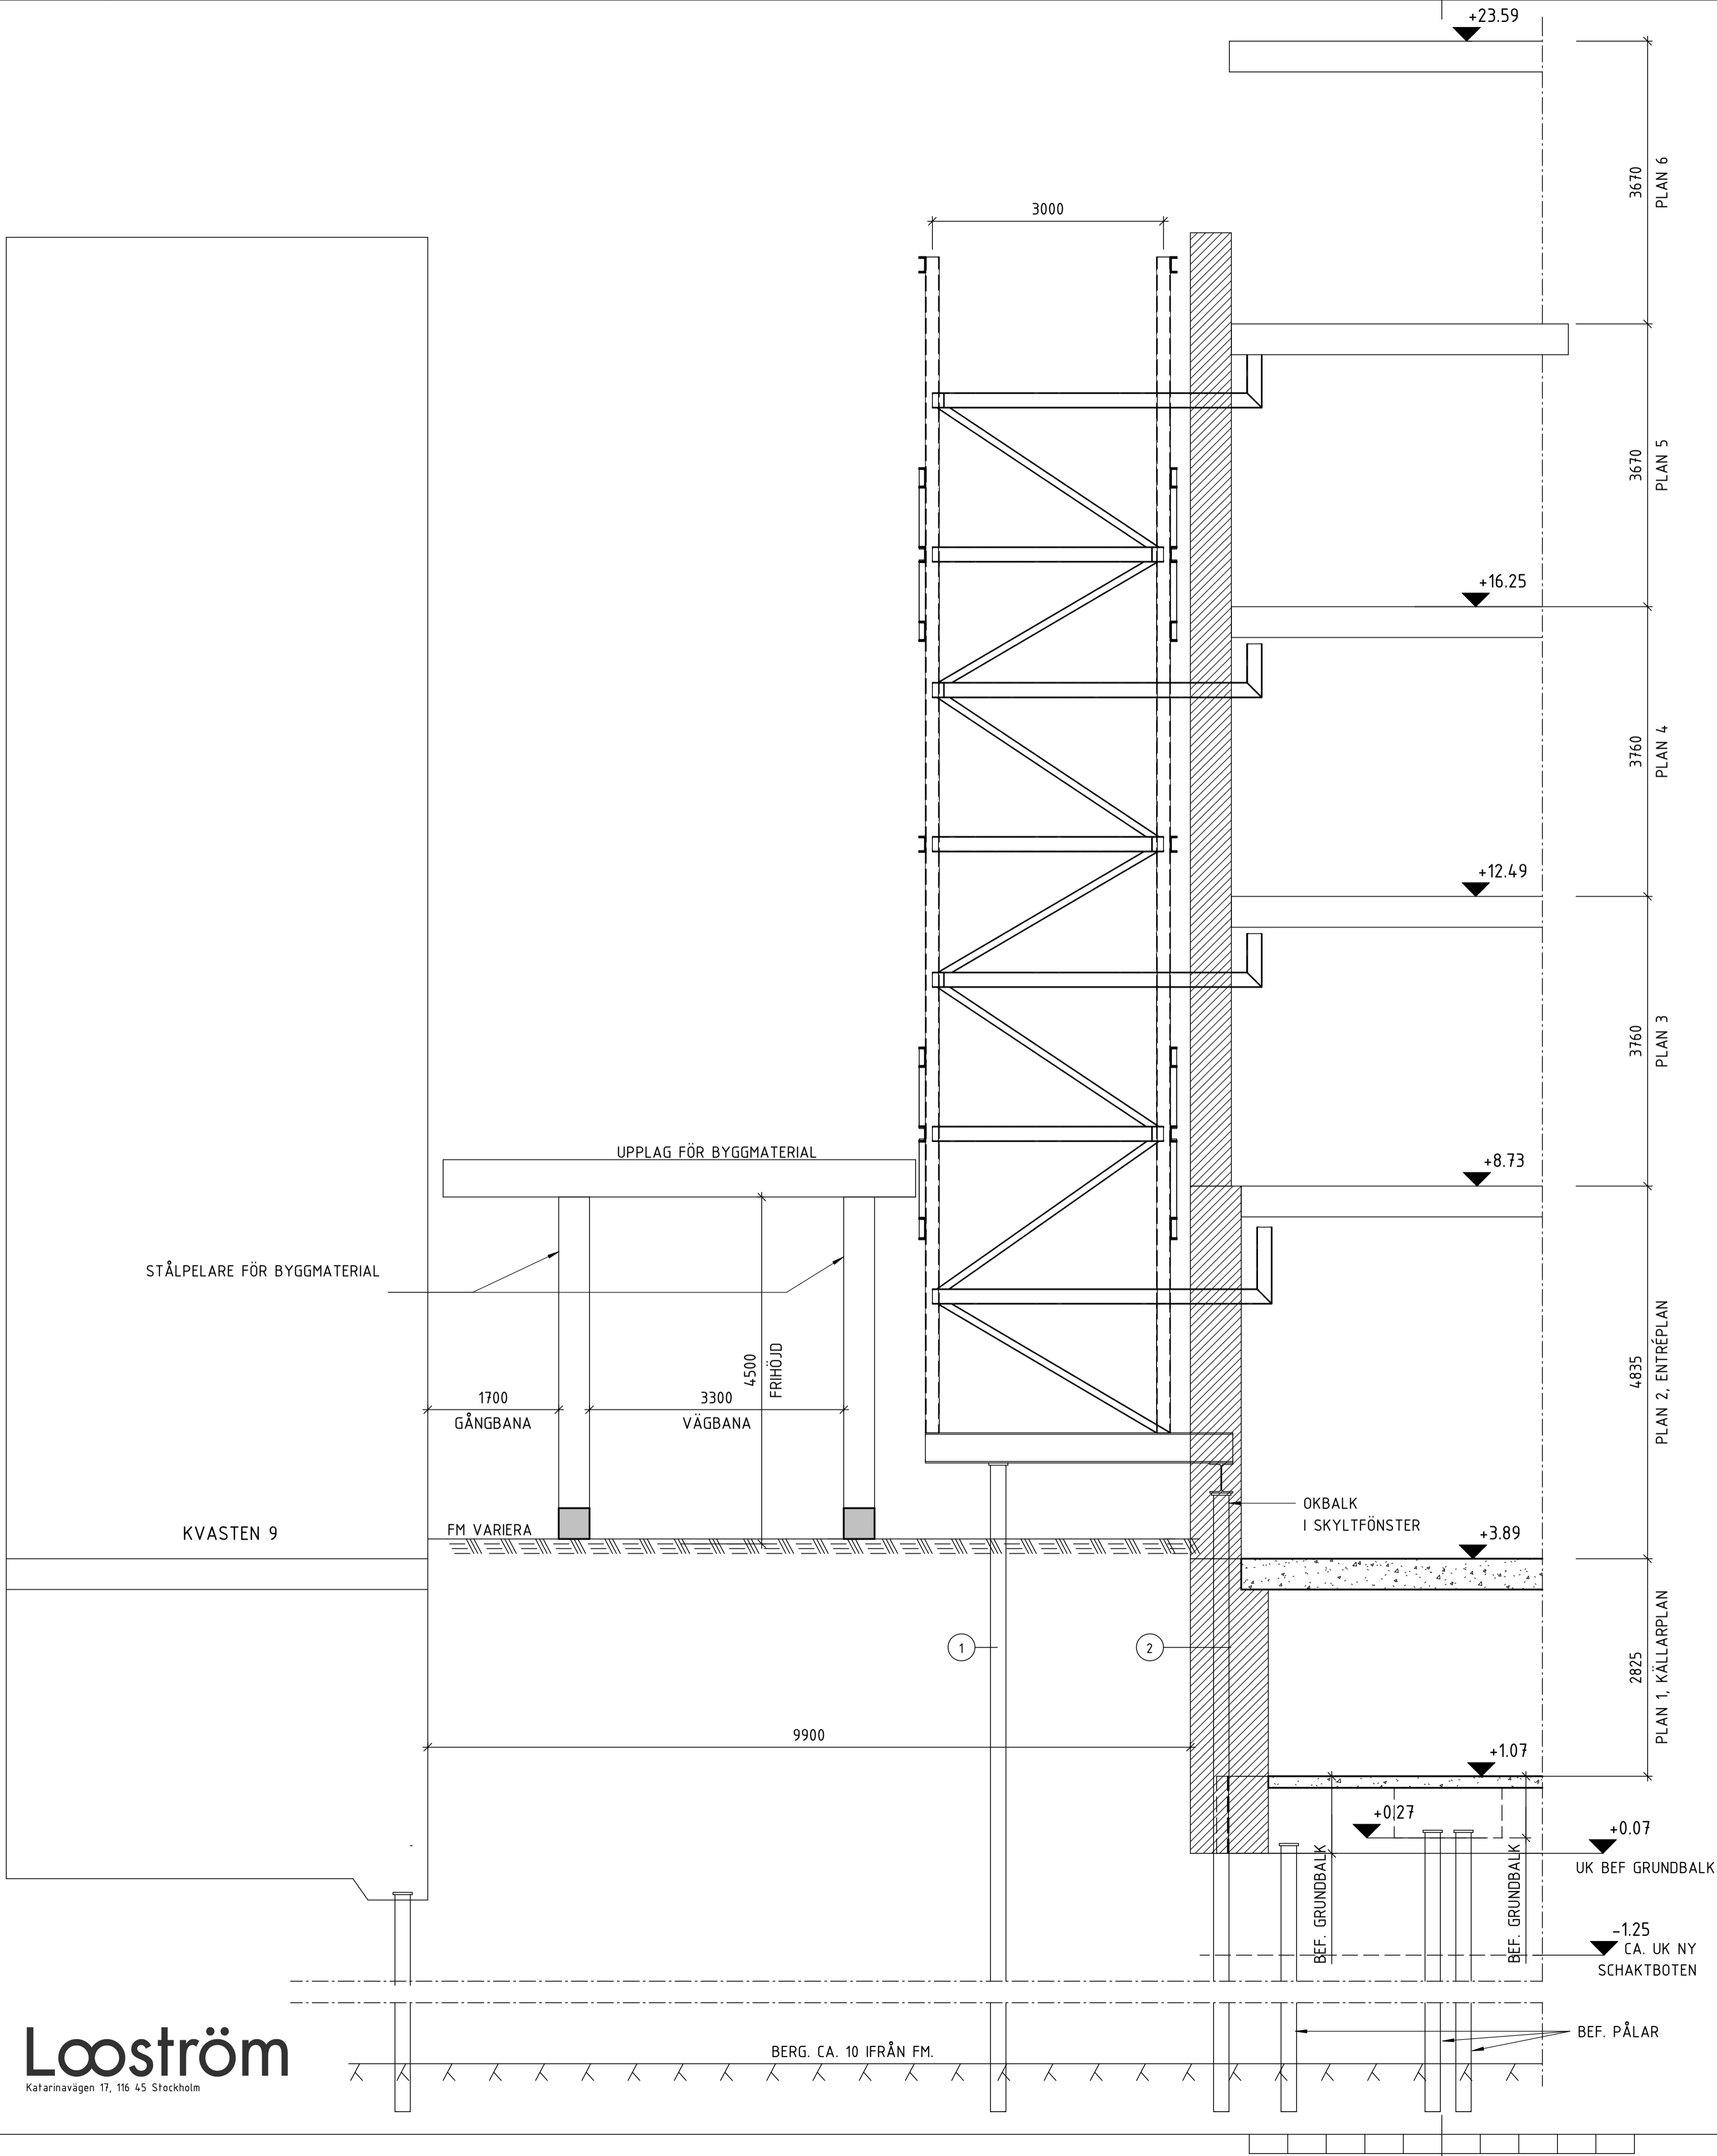 +23.59
3670
PLAN 6
3000
3670
PLAN 5
+16.25
3760
PLAN 4
+12.49
3760
PLAN 3
UPPLAG FÖR BYGGMATERIAL
+8.73
STÅLPELARE FÖR BYGGMATERIAL
4500
FRIHÖJD
1700
GÅNGBANA
3300
VÄGBANA
4835
PLAN 2, ENTRÉPLAN
OKBALK
I SKYLTFÖNSTER
KVASTEN 9
FM VARIERA
+3.89
1
2
2825
PLAN 1, KÄLLARPLAN
9900
+1.07
+0.27
+0.07
UK BEF GRUNDBALK
BEF. GRUNDBALK
BEF. GRUNDBALK
-1.25
CA. UK NY
SCHAKTBOTEN
BEF. PÅLAR
BERG. CA. 10 IFRÅN FM.
Looström
Katarinavägen 17, 116 45 Stockholm